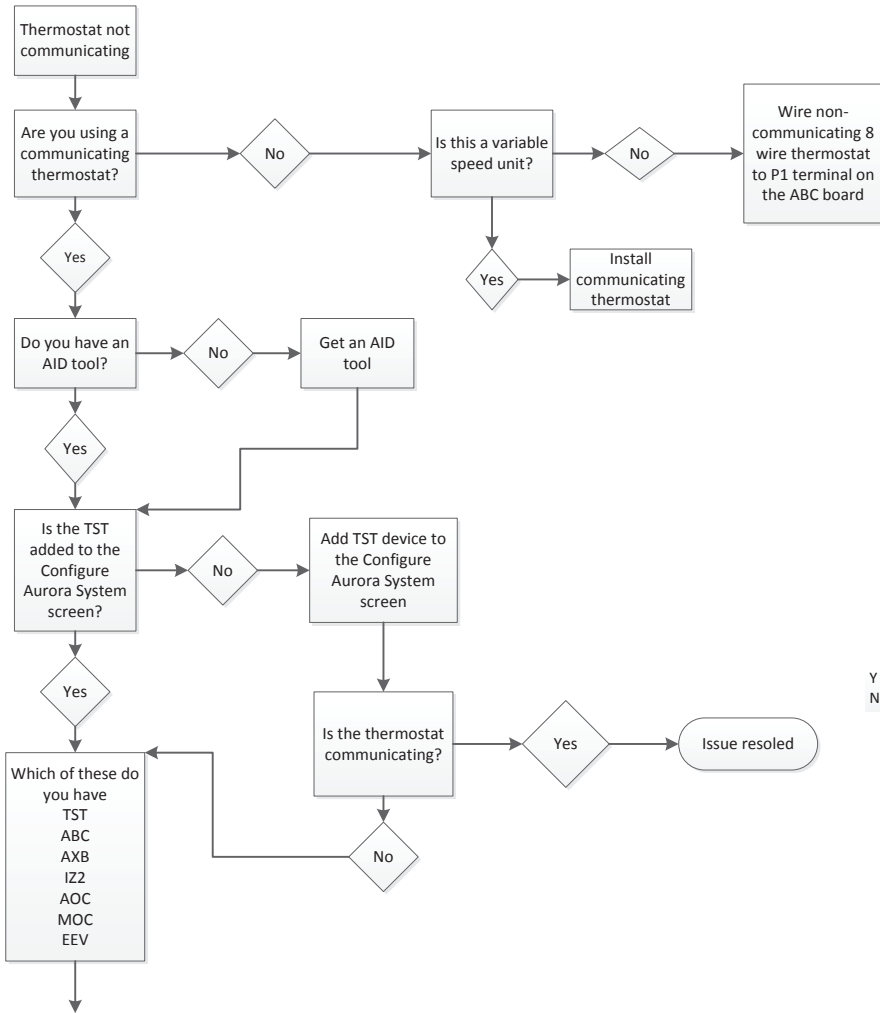 Thermostat not
communicating
Are you using a
communicating
thermostat?
No
Is this a variable
speed unit?
No
Wire non-
communicating 8
wire thermostat
to P1 terminal on
the ABC board
Yes
Yes
Install
communicating
thermostat
Do you have an
AID tool?
No
Get an AID
tool
Yes
Is the TST
added to the
Configure
Aurora System
screen?
No
Add TST device to
the Configure
Aurora System
screen
Yes
Is the thermostat
communicating?
Yes
Issue resoled
Y
N
Which of these do
you have
TST
ABC
AXB
IZ2
AOC
MOC
EEV
No